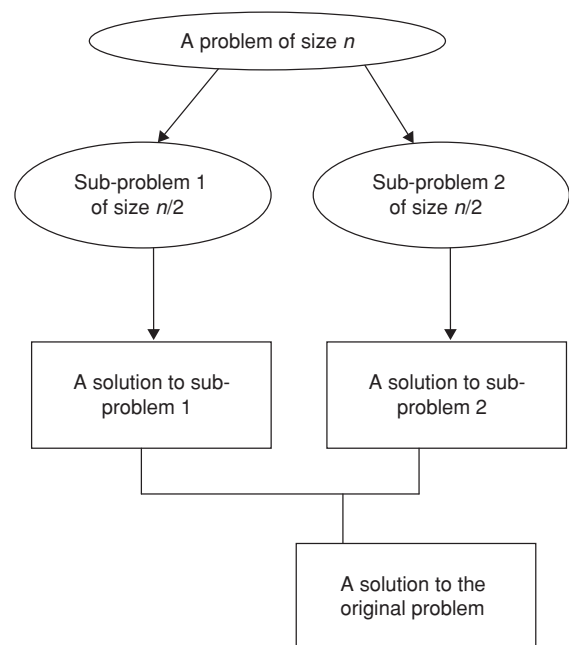 A problem of size n
Sub-problem 1
of size n/2
Sub-problem 2
of size n/2
A solution to sub-
problem 1
A solution to sub-
problem 2
A solution to the
original problem